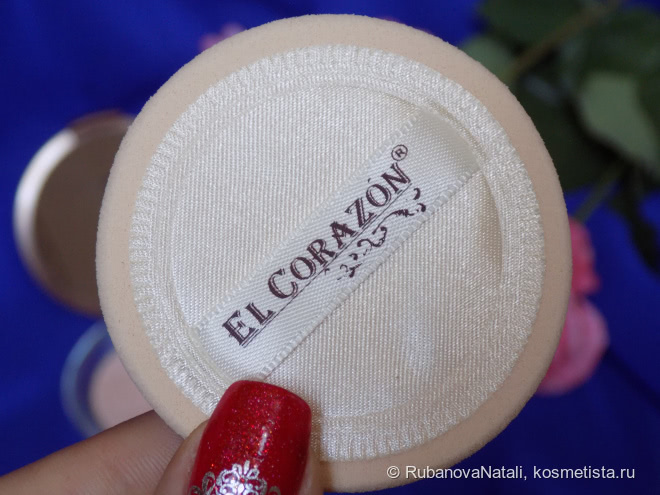 EL CORAZÓN®
© RubanovaNatali, kosmetista.ru